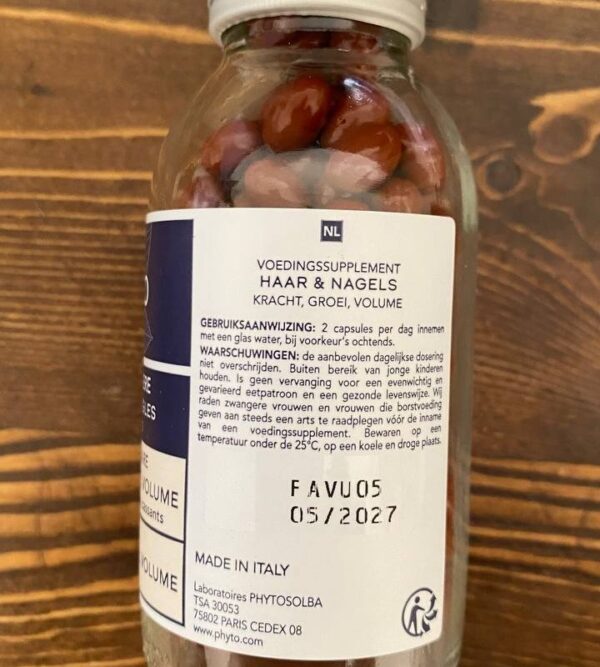 NL
VOEDINGSSUPPLEMENT
HAAR & NAGELS
KRACHT, GROEI, VOLUME
GEBRUIKSAANWIJZING: 2 capsules per dag innemen
met een glas water, bij voorkeur's ochtends.
WAARSCHUWINGEN: de aanbevolen dagelijkse dosering
niet overschrijden. Buiten bereik van jonge kinderen
houden. Is geen vervanging voor een evenwichtig en
gevarieerd eetpatroon en een gezonde levenswijze. Wij
raden zwangere vrouwen en vrouwen die borstvoeding
geven aan steeds een arts te raadplegen vóór de inname
van een voedingssupplement. Bewaren op een
temperatuur onder de 25°C, op een koele en droge plaats.
FAVU05
05/2027
MADE IN ITALY
Laboratoires PHYTOSOLBA
TSA 30053
75802 PARIS CEDEX 08
www.phyto.com
VOLUME
VOLUME